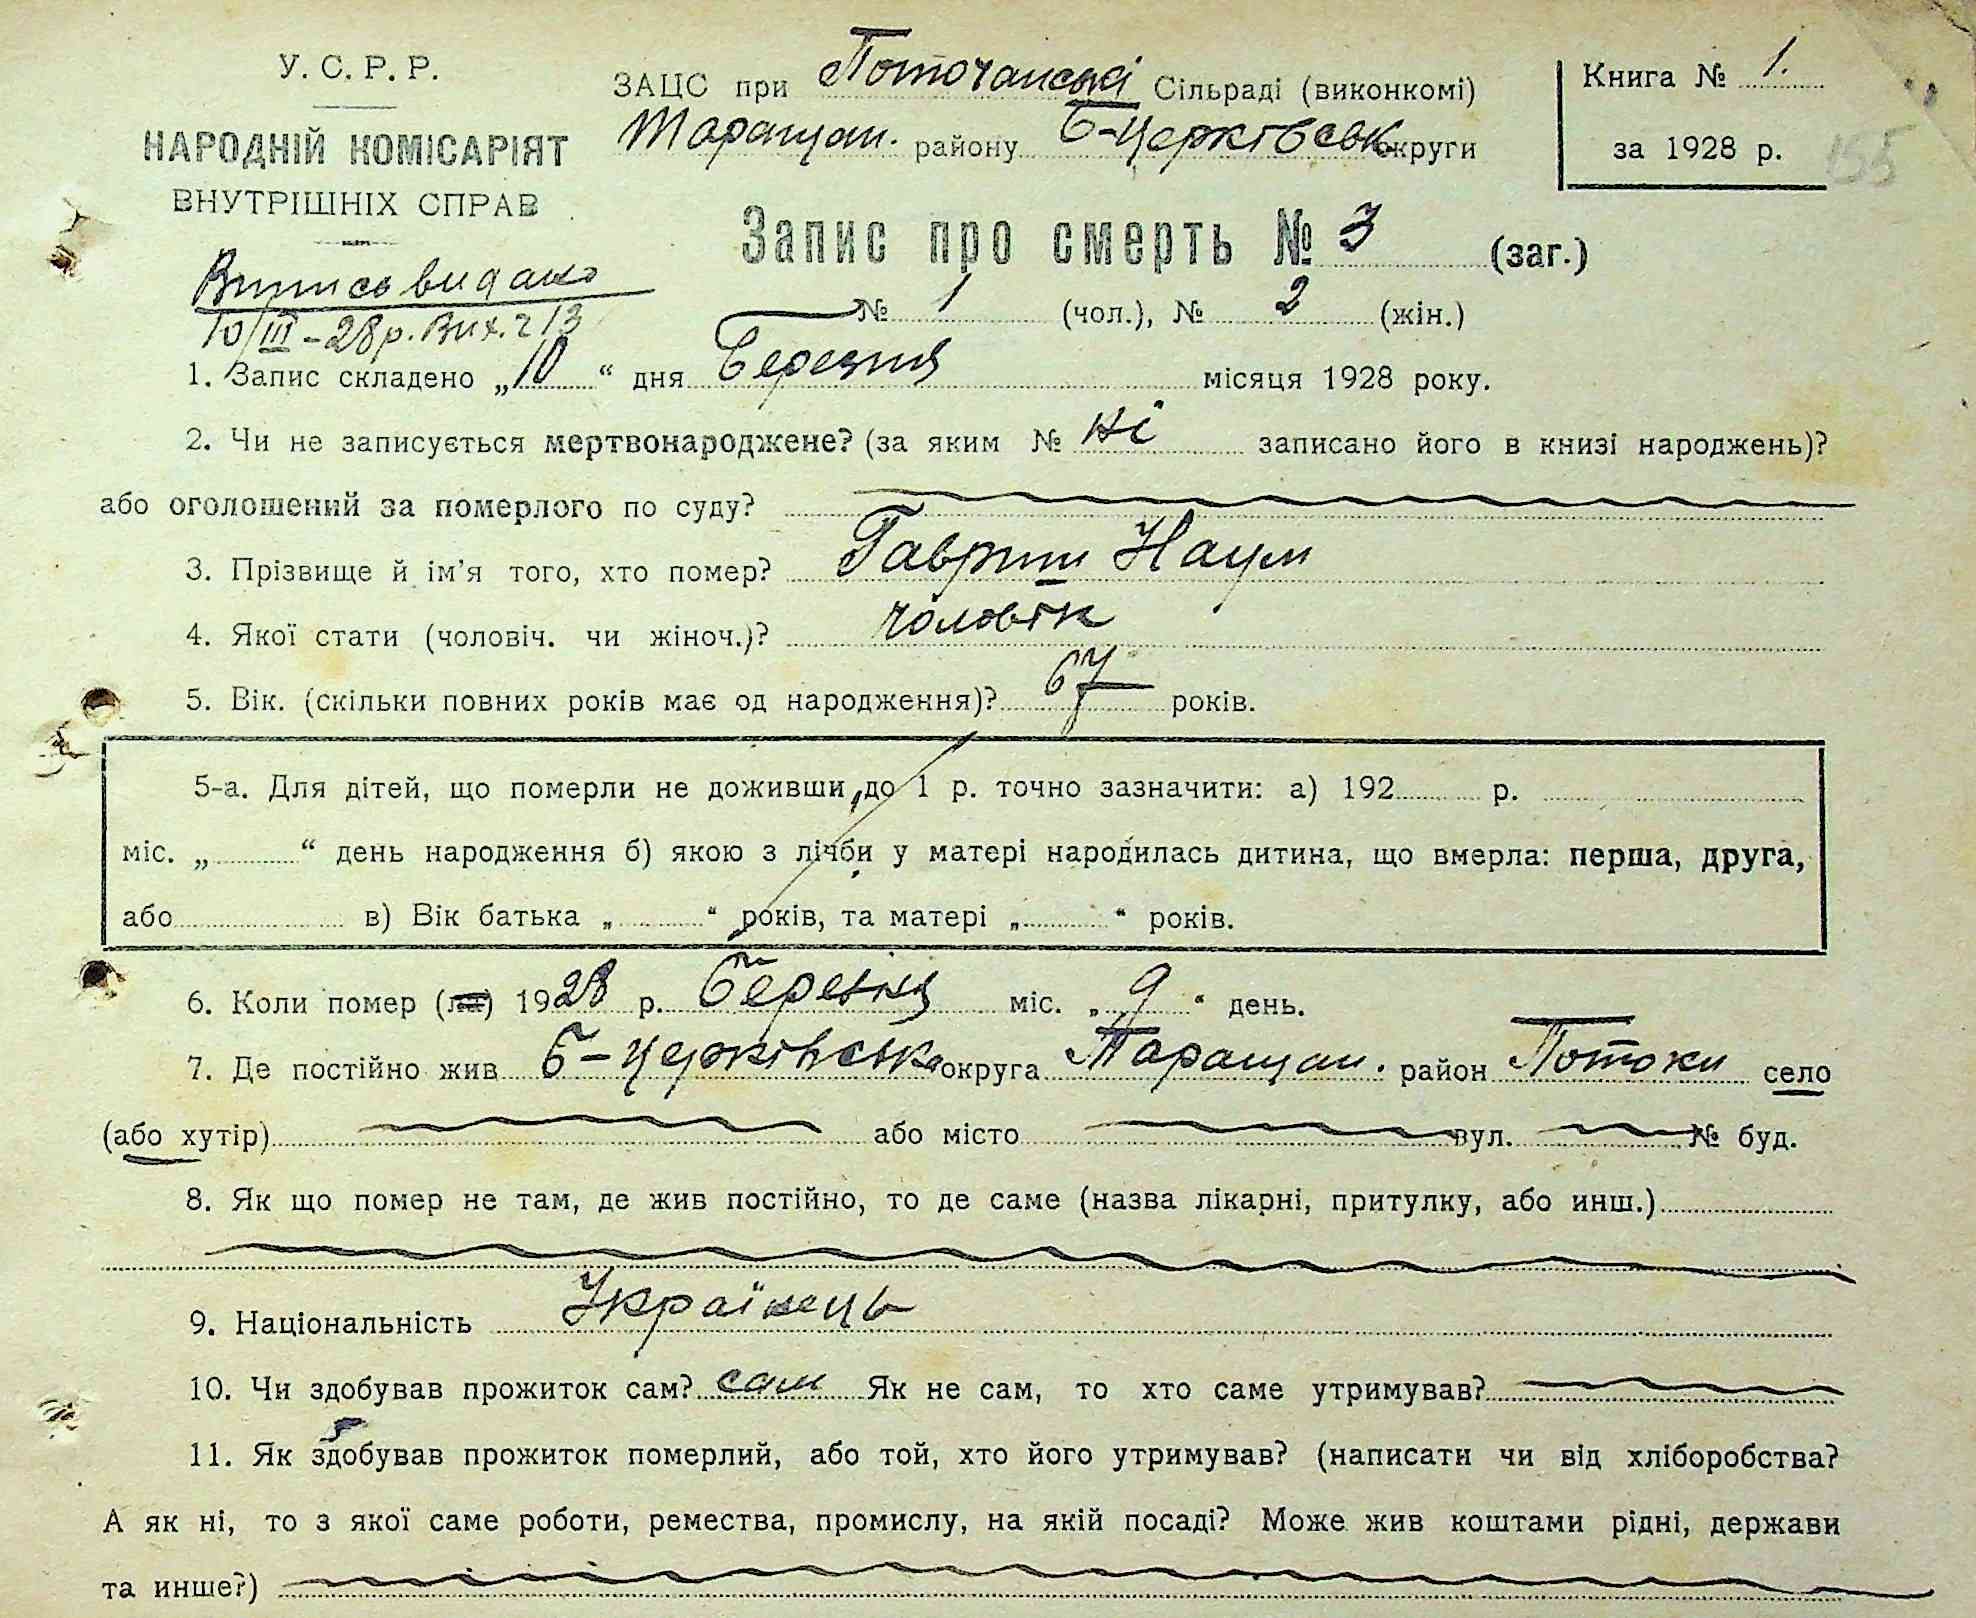 У. С. Р. Р.
НАРОДНІЙ КОМІСАРІЯТ
ВНУТРІШНІХ СПРАВ
ЗАЦС при Поточанські Сільраді (виконкомі)
Таращан. району Б-Церківськ округи
Книга № 1.
за 1928 р.
155
Запис про смерть № 3 (заг.)
№ 1 (чол.), № 2 (жін.)
Випись видано
10/III-28р. Вих. ч 13
1. Запис складено „10“ дня Березня місяця 1928 року.
2. Чи не записується мертвонароджене? (за яким № ні записано його в книзі народжень)?
або оголошений за померлого по суду?
3. Прізвище й ім’я того, хто помер? Гавриш Наум
4. Якої стати (чоловіч. чи жіноч.)? чоловік
5. Вік. (скільки повних років має од народження)? 67 років.
5-а. Для дітей, що померли не доживши до 1 р. точно зазначити: а) 192 р.
міс. „ “ день народження б) якою з лічби у матері народилась дитина, що вмерла: перша, друга,
або в) Вік батька „ “ років, та матері „ “ років.
6. Коли помер (ла) 1928 р. Березня міс. „9“ день.
7. Де постійно жив Б-Церківська округа Таращан. район Потоки село
(або хутір) або місто вул. № буд.
8. Як що помер не там, де жив постійно, то де саме (назва лікарні, притулку, або инш.)
9. Національність Українець
10. Чи здобував прожиток сам? сам Як не сам, то хто саме утримував?
11. Як здобував прожиток померлий, або той, хто його утримував? (написати чи від хліборобства?
А як ні, то з якої саме роботи, ремества, промислу, на якій посаді? Може жив коштами рідні, держави
та инше?)